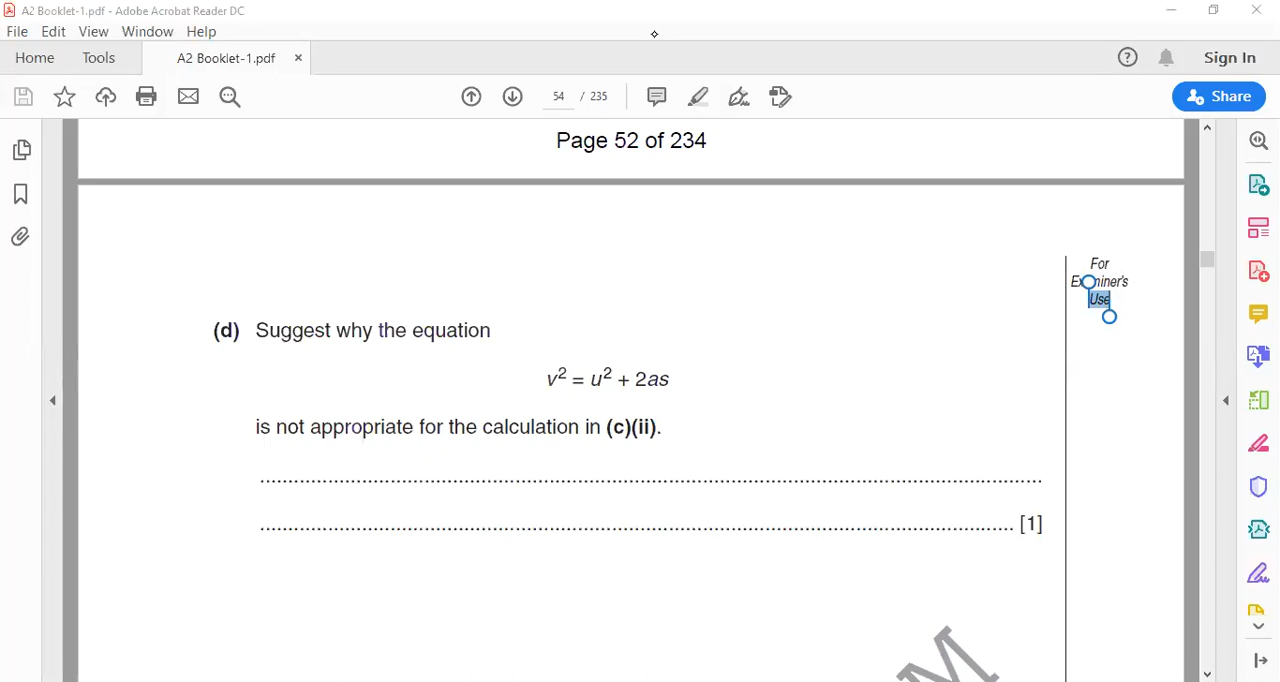 A2 Booklet-1.pdf - Adobe Acrobat Reader DC
File Edit View Window Help
Home Tools A2 Booklet-1.pdf × Sign In
54 / 235 Share
Page 52 of 234
For
Examiner's
Use
(d) Suggest why the equation
v² = u² + 2as
is not appropriate for the calculation in (c)(ii).
..........................................................................................................................................
.................................................................................................................................... [1]
M